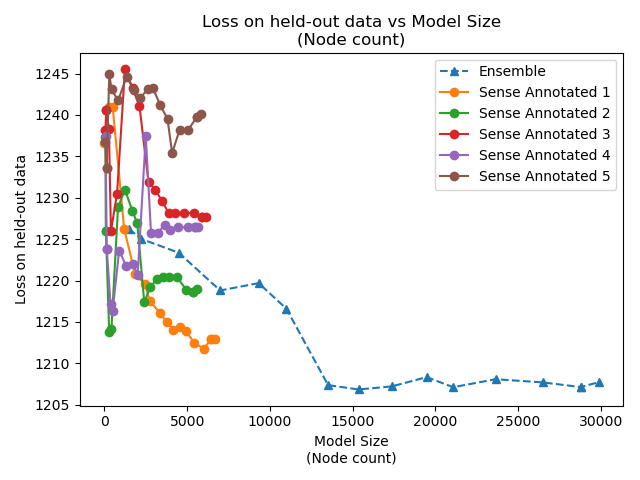 Loss on held-out data vs Model Size
(Node count)
Loss on held-out data
1245
1240
1235
1230
1225
1220
1215
1210
1205
Ensemble
Sense Annotated 1
Sense Annotated 2
Sense Annotated 3
Sense Annotated 4
Sense Annotated 5
0 5000 10000 15000 20000 25000 30000
Model Size
(Node count)